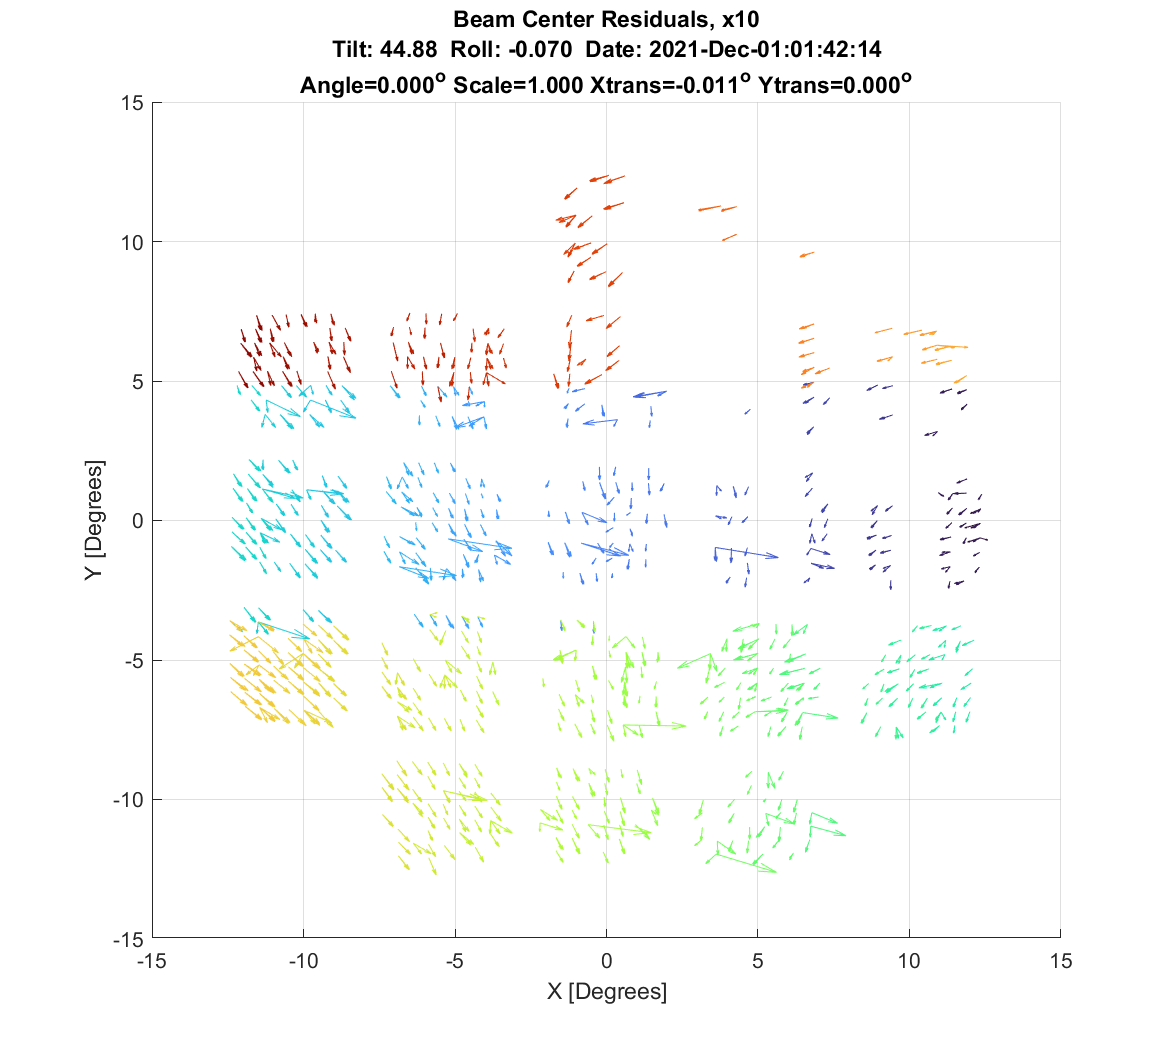 Beam Center Residuals, x10
Tilt: 44.88 Roll: -0.070 Date: 2021-Dec-01:01:42:14
Angle=0.000° Scale=1.000 Xtrans=-0.011° Ytrans=0.000°
15
10
5
0
-5
-10
-15
Y [Degrees]
-15 -10 -5 0 5 10 15
X [Degrees]